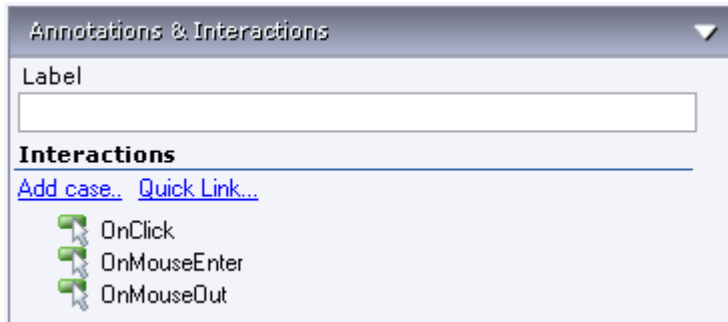 Annotations & Interactions
Label
Interactions
Add case.. Quick Link...
OnClick
OnMouseEnter
OnMouseOut